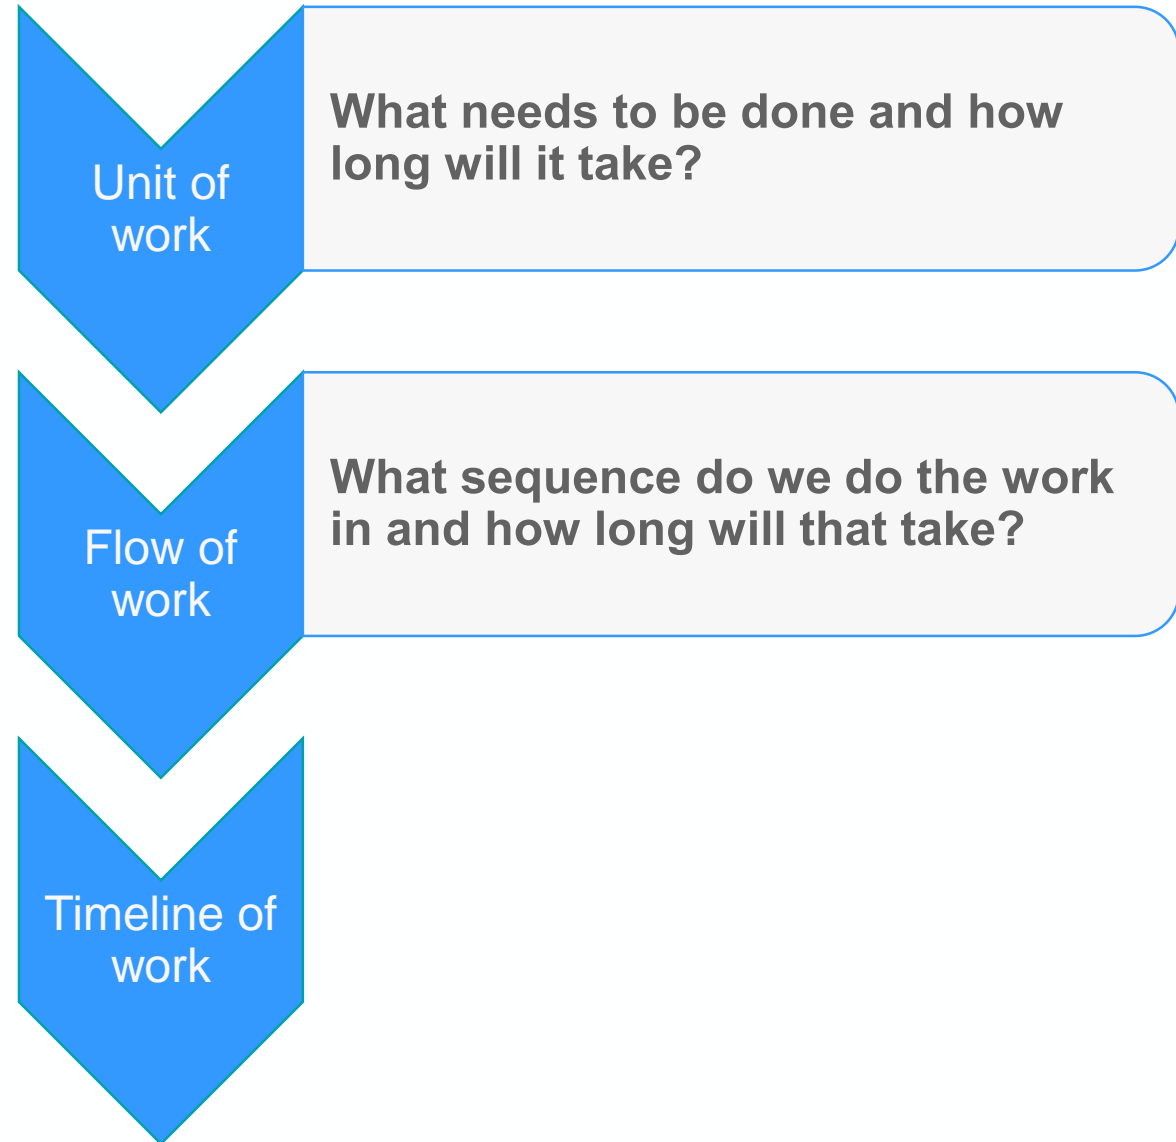 Unit of
work
What needs to be done and how
long will it take?
Flow of
work
What sequence do we do the work
in and how long will that take?
Timeline of
work